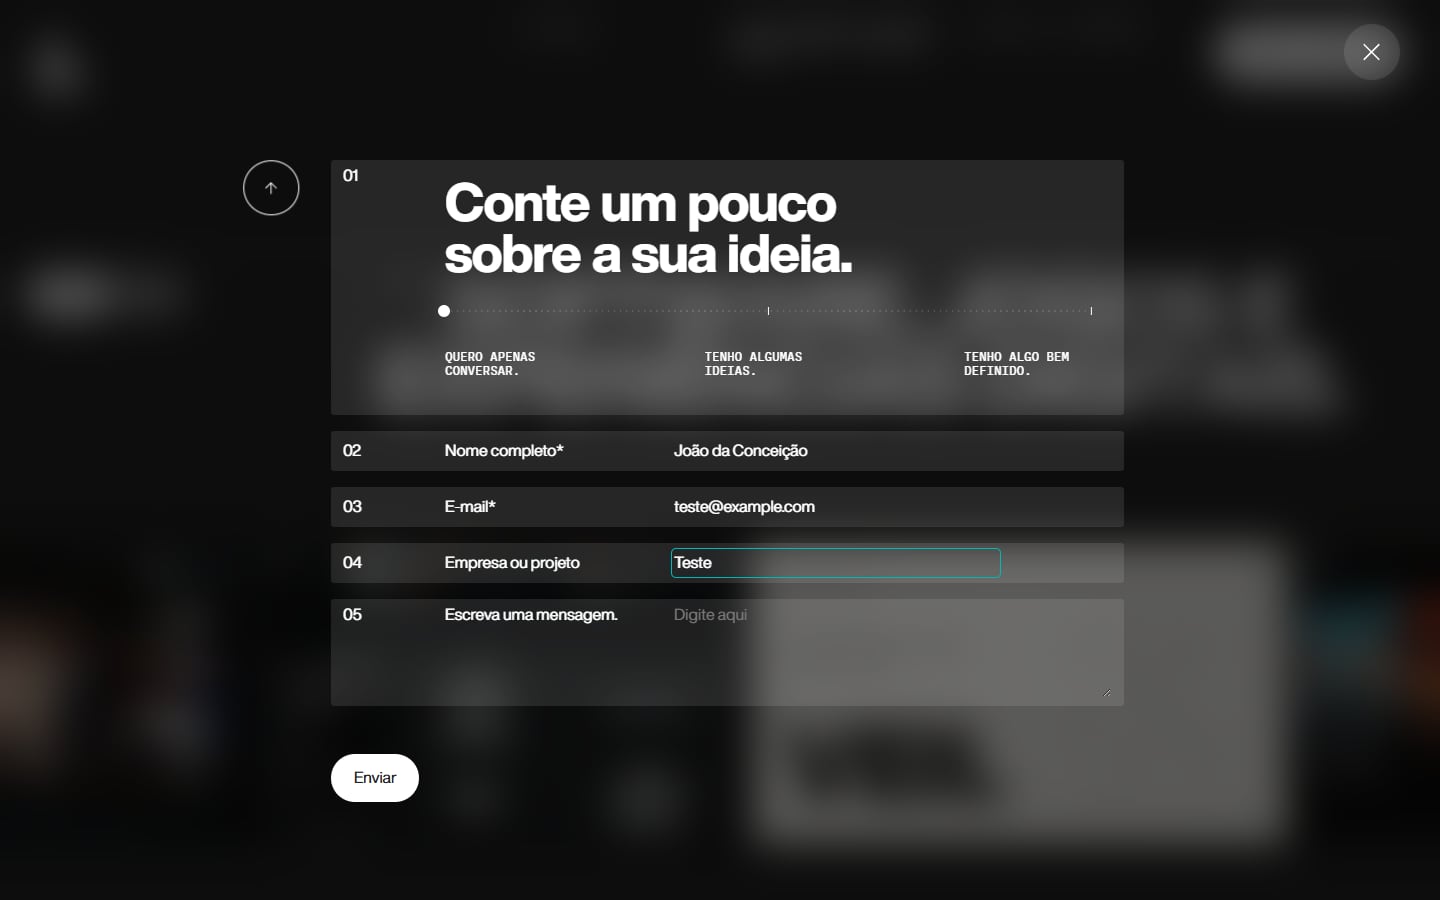 01
Conte um pouco
sobre a sua ideia.
QUERO APENAS
CONVERSAR.
TENHO ALGUMAS
IDEIAS.
TENHO ALGO BEM
DEFINIDO.
02 Nome completo* João da Conceição
03 E-mail* teste@example.com
04 Empresa ou projeto Teste
05 Escreva uma mensagem. Digite aqui
Enviar